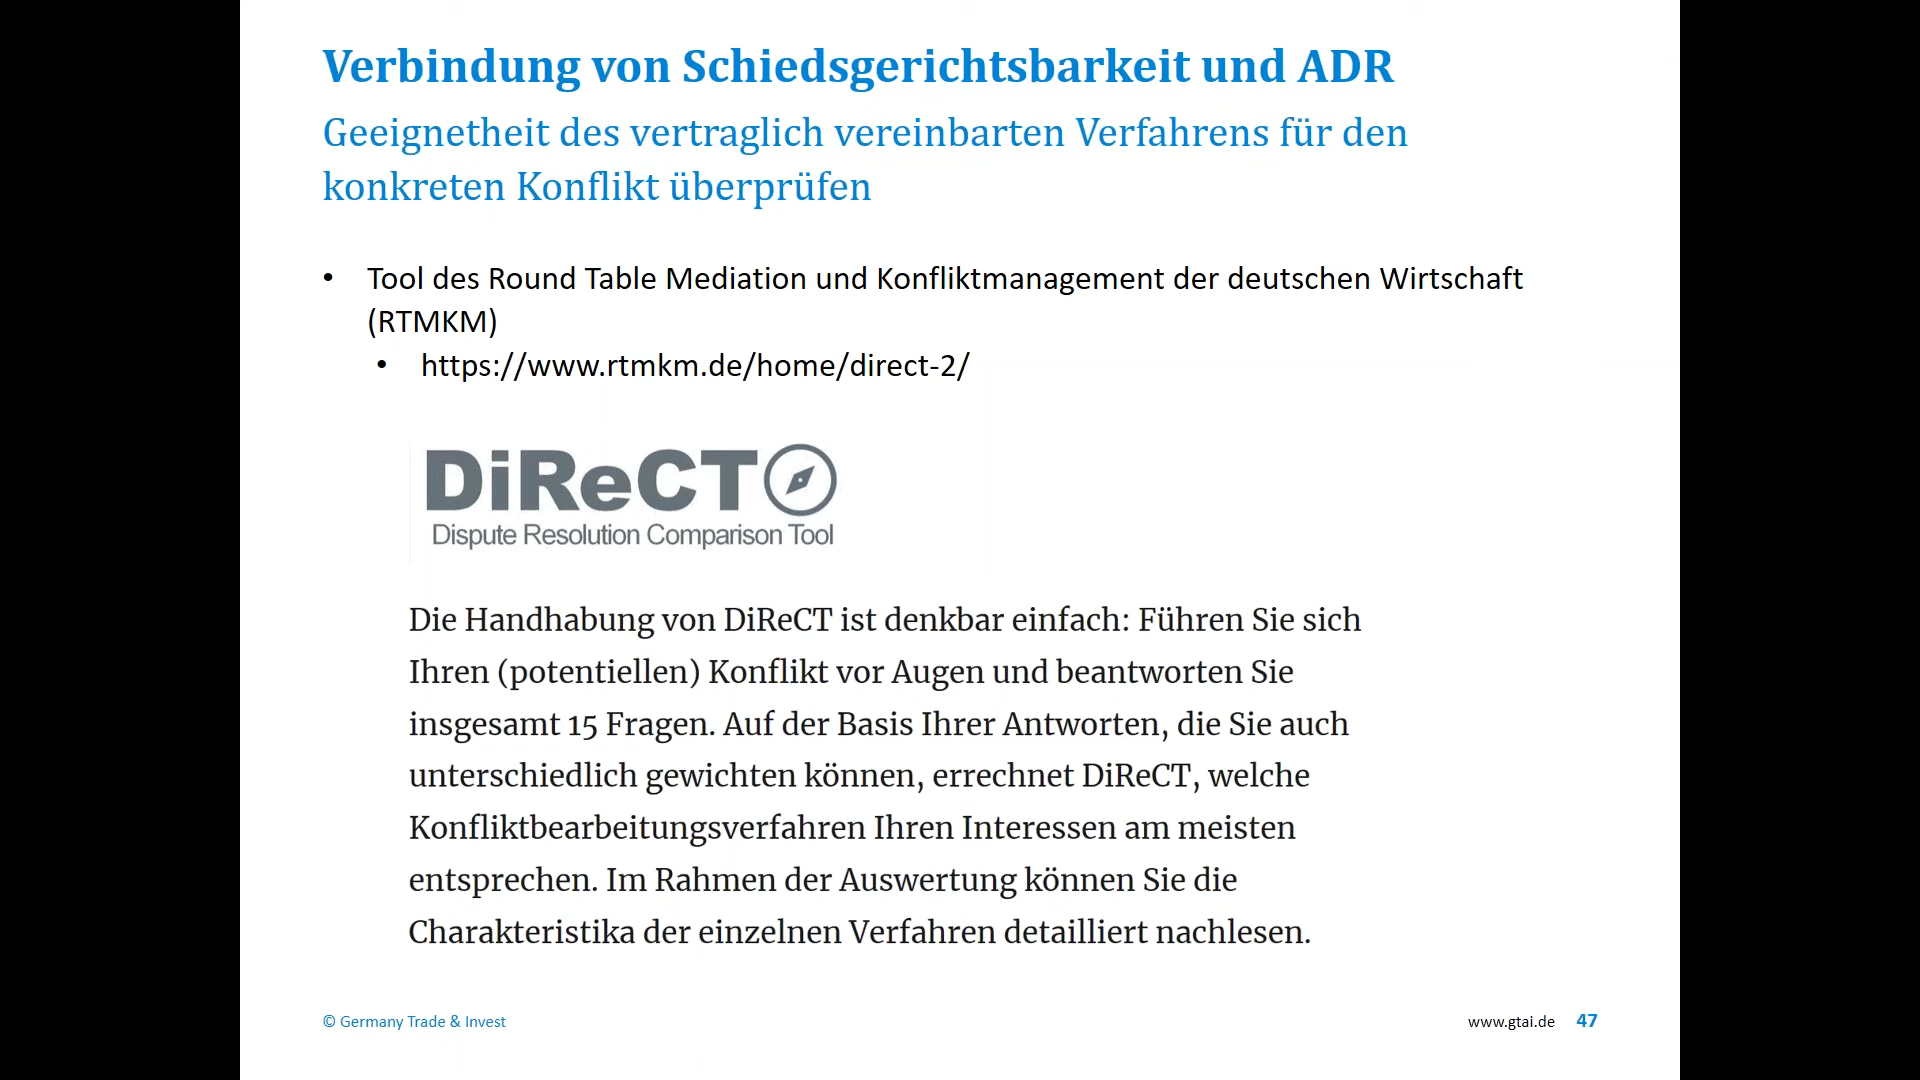 Verbindung von Schiedsgerichtsbarkeit und ADR
Geeignetheit des vertraglich vereinbarten Verfahrens für den
konkreten Konflikt überprüfen
• Tool des Round Table Mediation und Konfliktmanagement der deutschen Wirtschaft
(RTMKM)
• https://www.rtmkm.de/home/direct-2/
DiReCT
Dispute Resolution Comparison Tool
Die Handhabung von DiReCT ist denkbar einfach: Führen Sie sich
Ihren (potentiellen) Konflikt vor Augen und beantworten Sie
insgesamt 15 Fragen. Auf der Basis Ihrer Antworten, die Sie auch
unterschiedlich gewichten können, errechnet DiReCT, welche
Konfliktbearbeitungsverfahren Ihren Interessen am meisten
entsprechen. Im Rahmen der Auswertung können Sie die
Charakteristika der einzelnen Verfahren detailliert nachlesen.
© Germany Trade & Invest
www.gtai.de 47